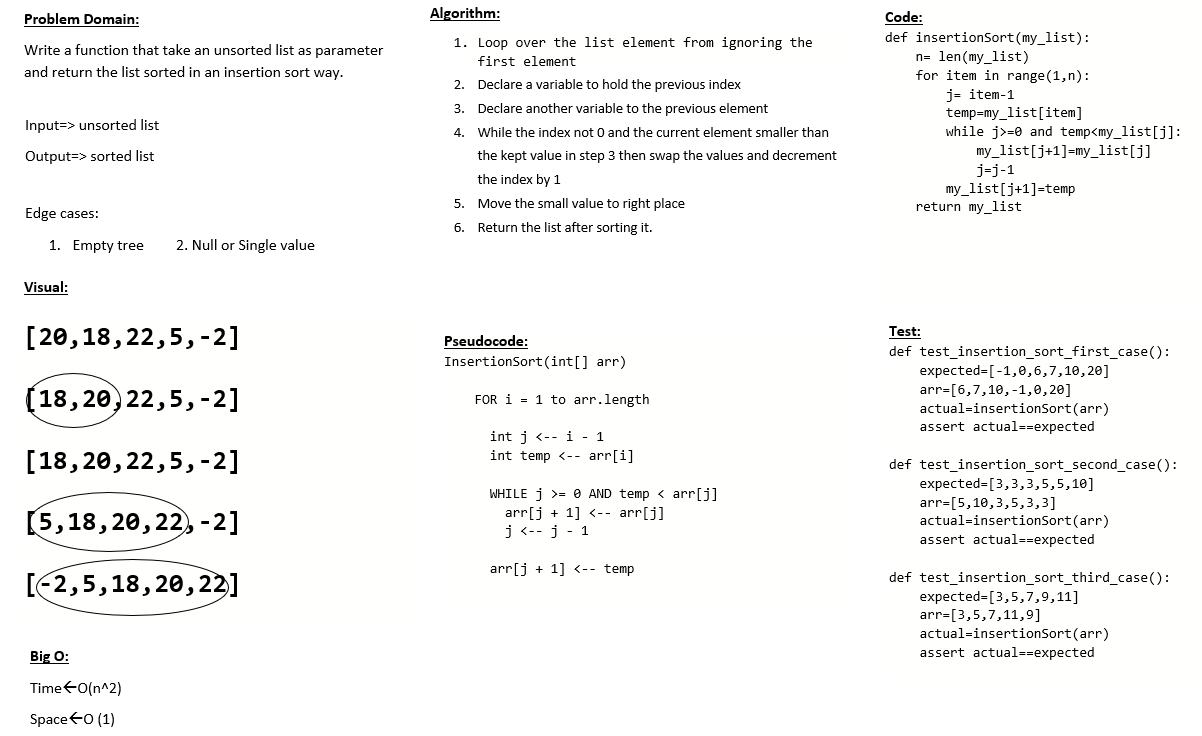 Problem Domain:
Write a function that take an unsorted list as parameter
and return the list sorted in an insertion sort way.
Input=> unsorted list
Output=> sorted list
Edge cases:
1. Empty tree 2. Null or Single value
Visual:
[20,18,22,5,-2]
[18,20,22,5,-2]
[18,20,22,5,-2]
[5,18,20,22,-2]
[-2,5,18,20,22]
Big O:
Time←O(n^2)
Space←O (1)
Algorithm:
1. Loop over the list element from ignoring the
first element
2. Declare a variable to hold the previous index
3. Declare another variable to the previous element
4. While the index not 0 and the current element smaller than
the kept value in step 3 then swap the values and decrement
the index by 1
5. Move the small value to right place
6. Return the list after sorting it.
Pseudocode:
InsertionSort(int[] arr)
FOR i = 1 to arr.length
int j <-- i - 1
int temp <-- arr[i]
WHILE j >= 0 AND temp < arr[j]
arr[j + 1] <-- arr[j]
j <-- j - 1
arr[j + 1] <-- temp
Code:
def insertionSort(my_list):
n= len(my_list)
for item in range(1,n):
j= item-1
temp=my_list[item]
while j>=0 and temp<my_list[j]:
my_list[j+1]=my_list[j]
j=j-1
my_list[j+1]=temp
return my_list
Test:
def test_insertion_sort_first_case():
expected=[-1,0,6,7,10,20]
arr=[6,7,10,-1,0,20]
actual=insertionSort(arr)
assert actual==expected
def test_insertion_sort_second_case():
expected=[3,3,3,5,5,10]
arr=[5,10,3,5,3,3]
actual=insertionSort(arr)
assert actual==expected
def test_insertion_sort_third_case():
expected=[3,5,7,9,11]
arr=[3,5,7,11,9]
actual=insertionSort(arr)
assert actual==expected